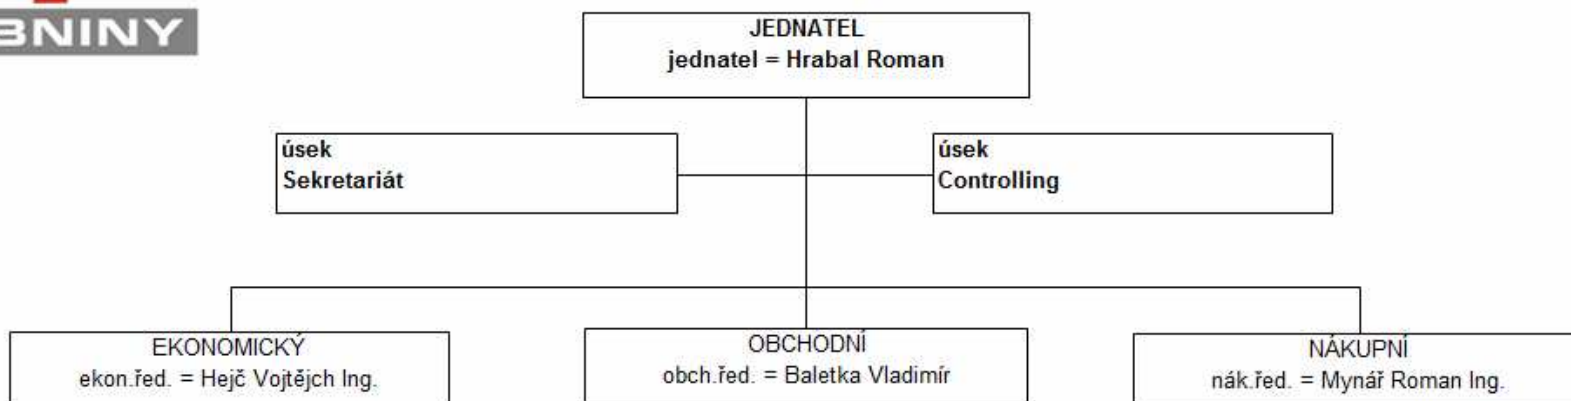 BNINY
JEDNATEL
jednatel = Hrabal Roman
úsek
Sekretariát
úsek
Controlling
EKONOMICKÝ
ekon.řed. = Hejč Vojtějch Ing.
OBCHODNÍ
obch.řed. = Baletka Vladimír
NÁKUPNÍ
nák.řed. = Mynář Roman Ing.